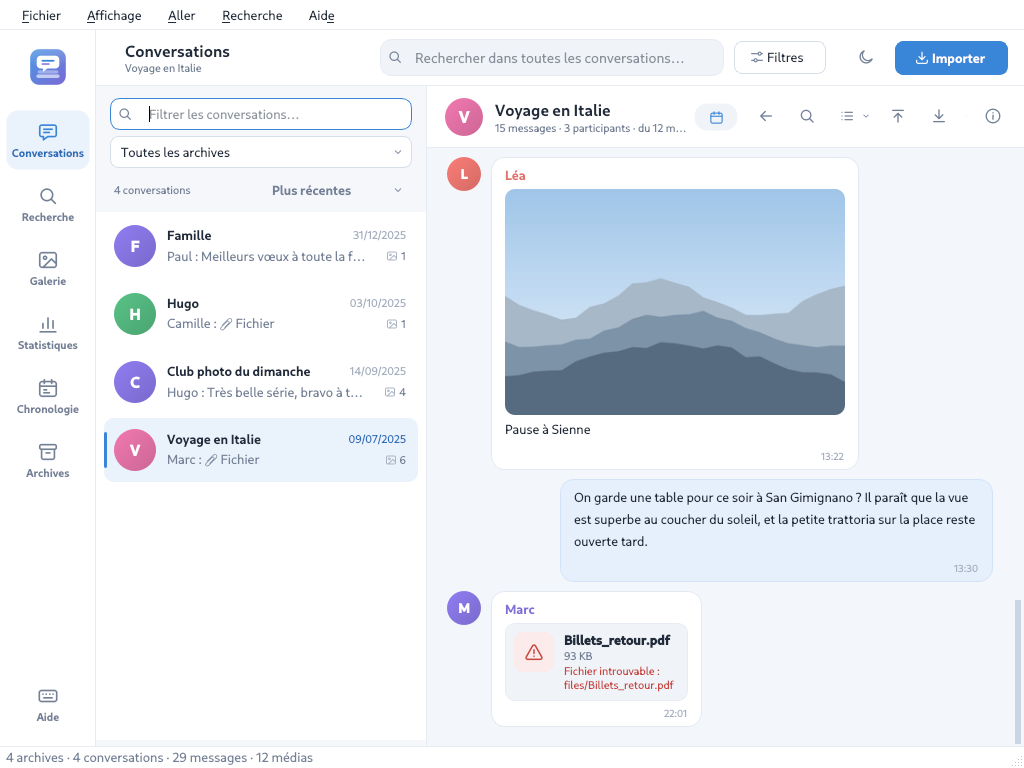 Fichier Affichage Aller Recherche Aide
Conversations
Voyage en Italie
Rechercher dans toutes les conversations…
Filtres
Importer
Conversations
Recherche
Galerie
Statistiques
Chronologie
Archives
Aide
Filtrer les conversations…
Toutes les archives
4 conversations Plus récentes
F
Famille 31/12/2025
Paul : Meilleurs vœux à toute la f… 1
H
Hugo 03/10/2025
Camille : Fichier 1
C
Club photo du dimanche 14/09/2025
Hugo : Très belle série, bravo à t… 4
V
Voyage en Italie 09/07/2025
Marc : Fichier 6
V
Voyage en Italie
15 messages · 3 participants · du 12 m…
L
Léa
Pause à Sienne
13:22
On garde une table pour ce soir à San Gimignano ? Il paraît que la vue
est superbe au coucher du soleil, et la petite trattoria sur la place reste
ouverte tard.
13:30
M
Marc
Billets_retour.pdf
93 KB
Fichier introuvable :
files/Billets_retour.pdf
22:01
4 archives · 4 conversations · 29 messages · 12 médias